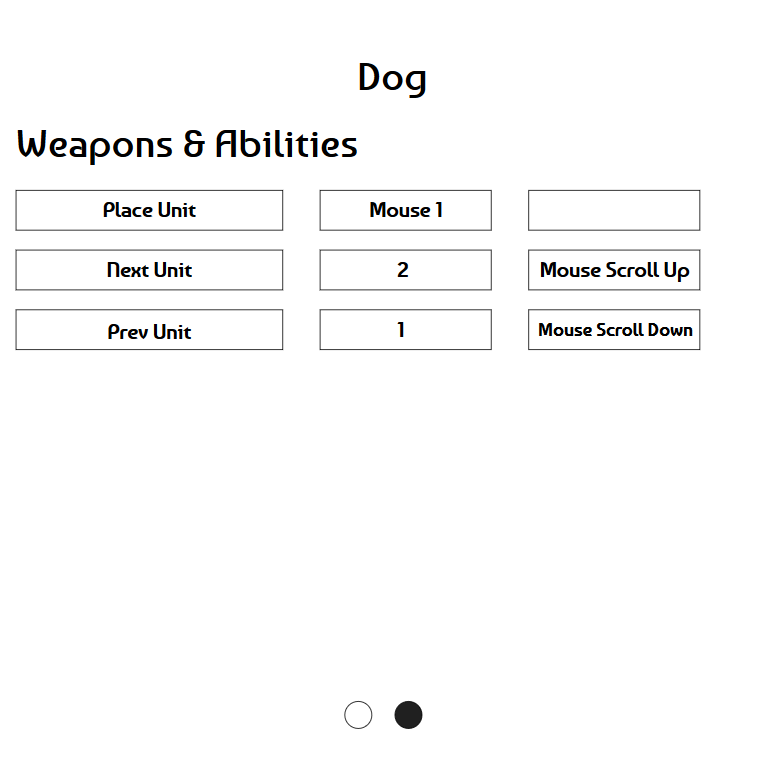 Dog
Weapons & Abilities
Place Unit Mouse 1
Next Unit 2 Mouse Scroll Up
Prev Unit 1 Mouse Scroll Down